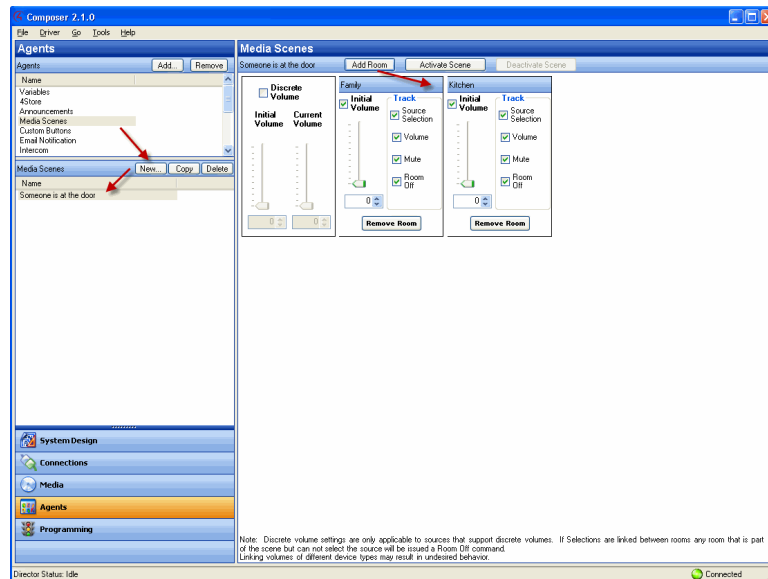 Composer 2.1.0
File Driver Go Tools Help
Agents
Agents Add... Remove
Name
Variables
4Store
Announcements
Media Scenes
Custom Buttons
Email Notification
Intercom
Media Scenes New... Copy Delete
Name
Someone is at the door
System Design
Connections
Media
Agents
Programming
Media Scenes
Someone is at the door Add Room Activate Scene Deactivate Scene
Discrete
Volume
Initial Current
Volume Volume
0 0
Family
Initial
Volume
Track
Source
Selection
Volume
Mute
Room
Off
0
Remove Room
Kitchen
Initial
Volume
Track
Source
Selection
Volume
Mute
Room
Off
0
Remove Room
Note: Discrete volume settings are only applicable to sources that support discrete volumes. If Selections are linked between rooms any room that is part
of the scene but can not select the source will be issued a Room Off command.
Linking volumes of different device types may result in undesired behavior.
Director Status: Idle Connected